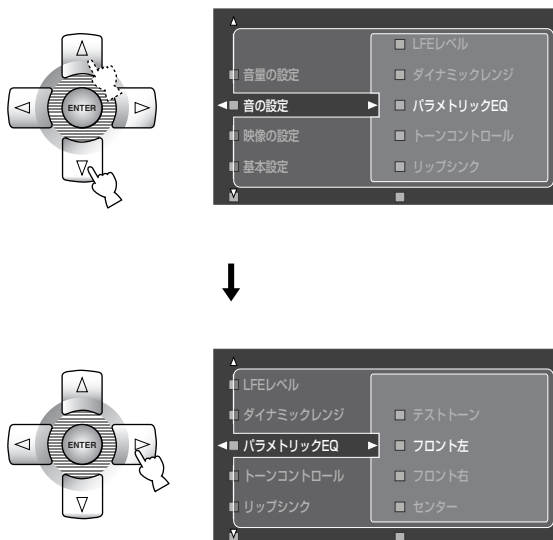 ENTER
音量の設定
音の設定
映像の設定
基本設定
LFEレベル
ダイナミックレンジ
パラメトリックEQ
トーンコントロール
リップシンク
ENTER
LFEレベル
ダイナミックレンジ
パラメトリックEQ
トーンコントロール
リップシンク
テストトーン
フロント左
フロント右
センター